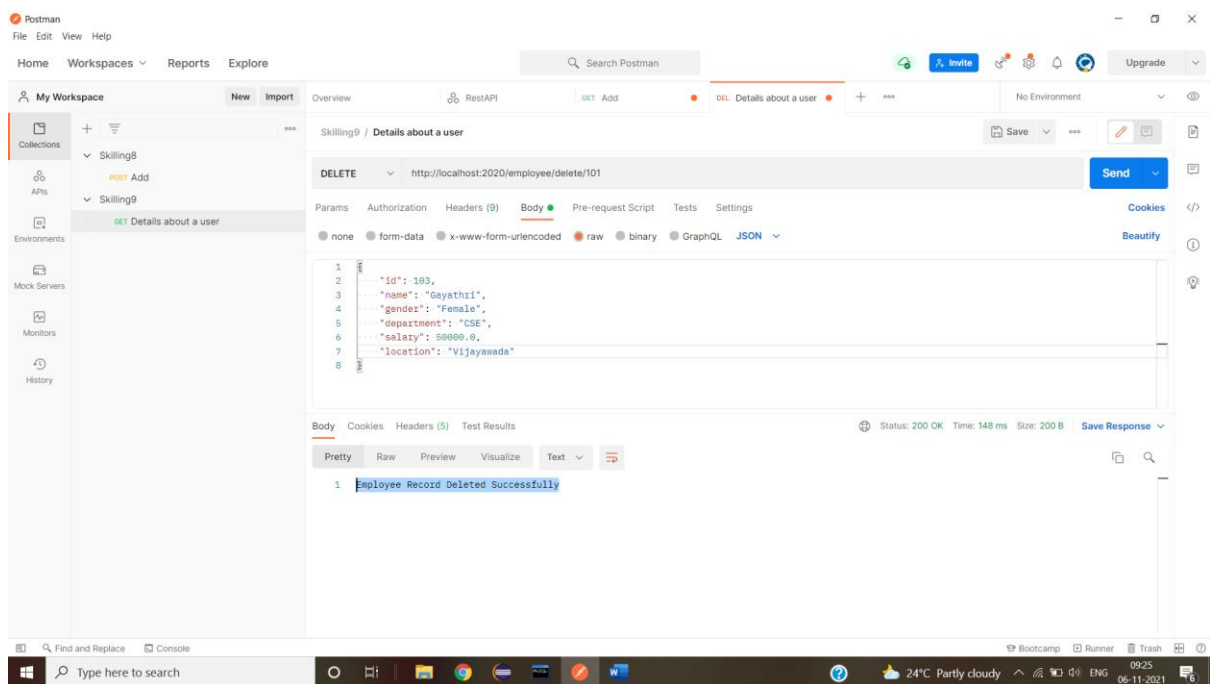 Postman
File Edit View Help
Home Workspaces Reports Explore
Search Postman
Invite
Upgrade
My Workspace
New Import
Overview
RestAPI
GET Add
DEL Details about a user
No Environment
Collections
APIs
Environments
Mock Servers
Monitors
History
Skilling8
POST Add
Skilling9
GET Details about a user
Skilling9 / Details about a user
Save
DELETE http://localhost:2020/employee/delete/101
Send
Params Authorization Headers (9) Body Pre-request Script Tests Settings
Cookies
none form-data x-www-form-urlencoded raw binary GraphQL JSON
Beautify
1 {
2 "id": 103,
3 "name": "Gayathri",
4 "gender": "Female",
5 "department": "CSE",
6 "salary": 50000.0,
7 "location": "Vijayawada"
8 }
Body Cookies Headers (5) Test Results
Status: 200 OK Time: 148 ms Size: 200 B Save Response
Pretty Raw Preview Visualize Text
1 Employee Record Deleted Successfully
Find and Replace Console
Bootcamp Runner Trash
Type here to search
24°C Partly cloudy ENG
09:25
06-11-2021
6